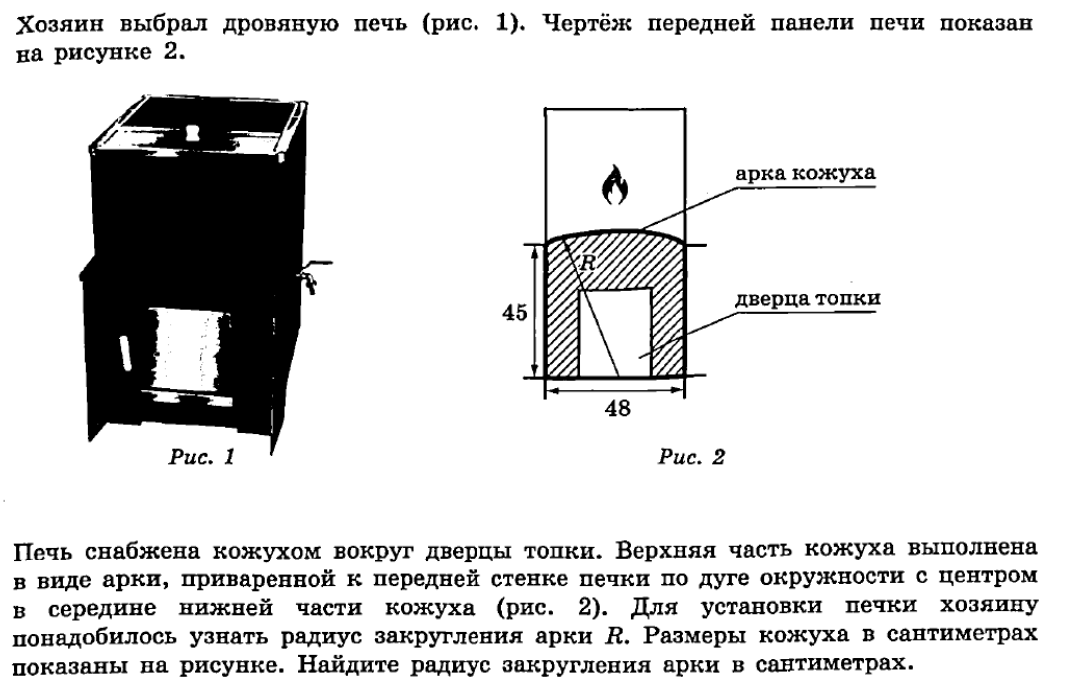 Хозяин выбрал дровяную печь (рис. 1). Чертёж передней панели печи показан
на рисунке 2.
арка кожуха
R
дверца топки
45
48
Рис. 1
Рис. 2
Печь снабжена кожухом вокруг дверцы топки. Верхняя часть кожуха выполнена
в виде арки, приваренной к передней стенке печки по дуге окружности с центром
в середине нижней части кожуха (рис. 2). Для установки печки хозяину
понадобилось узнать радиус закругления арки R. Размеры кожуха в сантиметрах
показаны на рисунке. Найдите радиус закругления арки в сантиметрах.